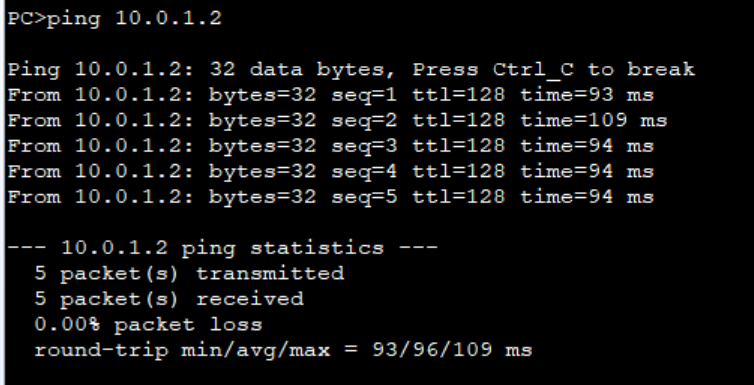 PC>ping 10.0.1.2
Ping 10.0.1.2: 32 data bytes, Press Ctrl_C to break
From 10.0.1.2: bytes=32 seq=1 ttl=128 time=93 ms
From 10.0.1.2: bytes=32 seq=2 ttl=128 time=109 ms
From 10.0.1.2: bytes=32 seq=3 ttl=128 time=94 ms
From 10.0.1.2: bytes=32 seq=4 ttl=128 time=94 ms
From 10.0.1.2: bytes=32 seq=5 ttl=128 time=94 ms
--- 10.0.1.2 ping statistics ---
5 packet(s) transmitted
5 packet(s) received
0.00% packet loss
round-trip min/avg/max = 93/96/109 ms